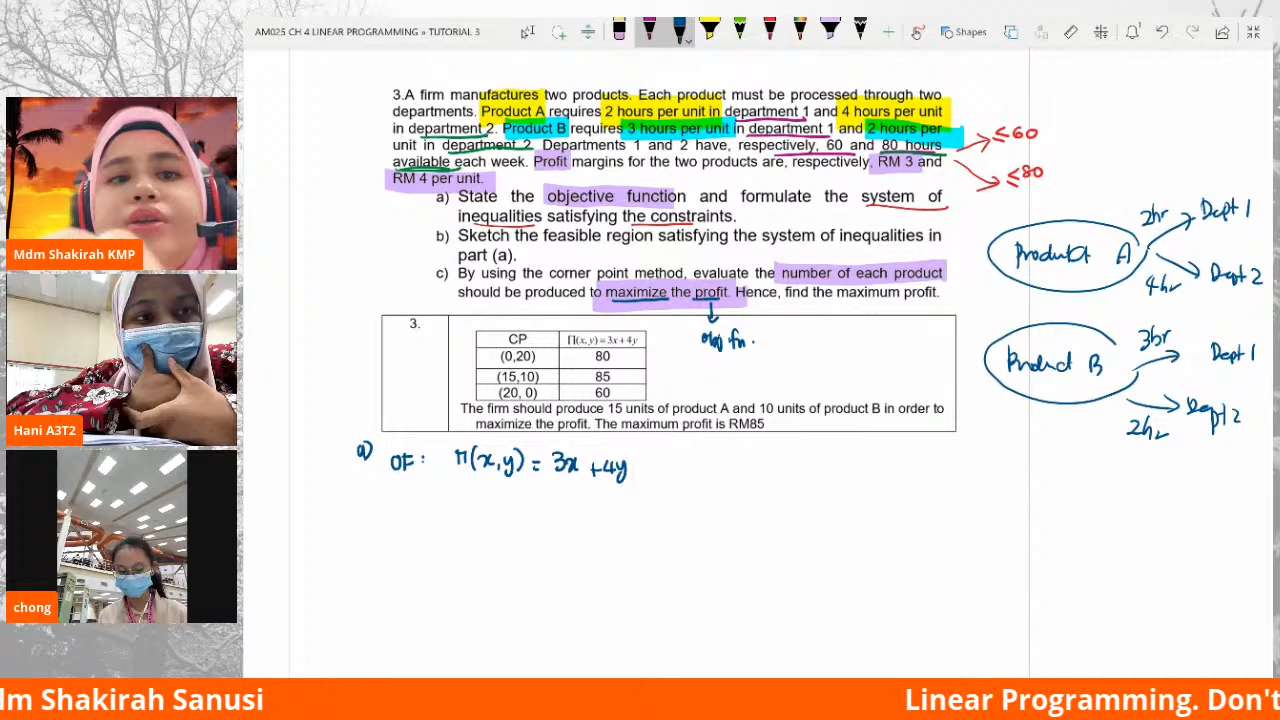 AM025 CH 4 LINEAR PROGRAMMING » TUTORIAL 3
Shapes
3.A firm manufactures two products. Each product must be processed through two
departments. Product A requires 2 hours per unit in department 1 and 4 hours per unit
in department 2. Product B requires 3 hours per unit in department 1 and 2 hours per
unit in department 2. Departments 1 and 2 have, respectively, 60 and 80 hours
available each week. Profit margins for the two products are, respectively, RM 3 and
RM 4 per unit.
≤60
≤80
a) State the objective function and formulate the system of
inequalities satisfying the constraints.
b) Sketch the feasible region satisfying the system of inequalities in
part (a).
c) By using the corner point method, evaluate the number of each product
should be produced to maximize the profit. Hence, find the maximum profit.
obj fn.
Product A
2hr
Dept 1
4hr
Dept 2
Product B
3hr
Dept 1
2hr
Dept 2
3.
CP Π(x,y)=3x+4y
(0,20) 80
(15,10) 85
(20, 0) 60
The firm should produce 15 units of product A and 10 units of product B in order to
maximize the profit. The maximum profit is RM85
a) OF: π(x,y) = 3x +4y
Mdm Shakirah KMP
Hani A3T2
chong
dm Shakirah Sanusi
Linear Programming. Don't